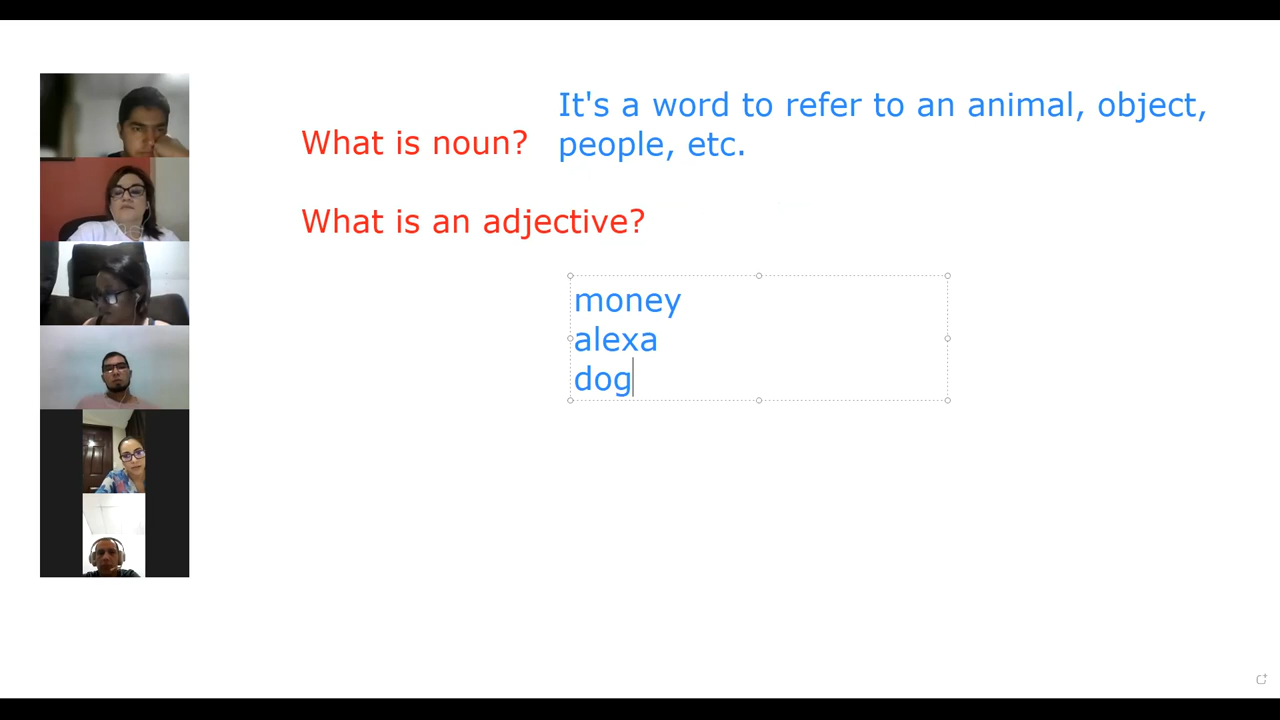 It's a word to refer to an animal, object,
What is noun? people, etc.
What is an adjective?
money
alexa
dog